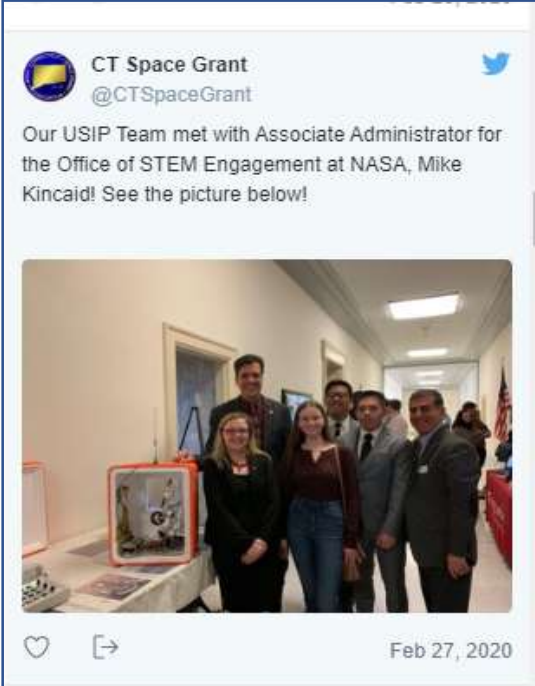 CT Space Grant
@CTSpaceGrant
Our USIP Team met with Associate Administrator for
the Office of STEM Engagement at NASA, Mike
Kincaid! See the picture below!
Feb 27, 2020